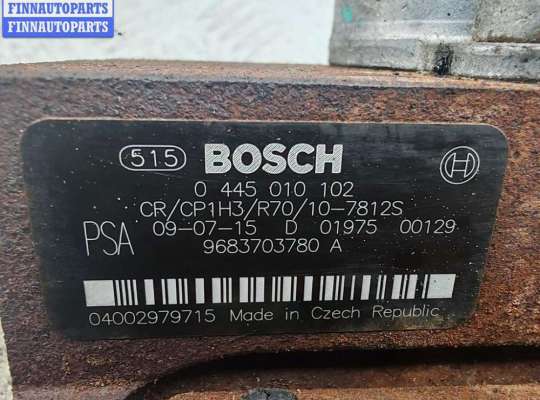 FINNAUTOPARTS
FINNAUTOPARTS
515 BOSCH
0 445 010 102
CR/CP1H3/R70/10-7812S
PSA 09-07-15 D 01975 00129
9683703780 A
04002979715 Made in Czech Republic